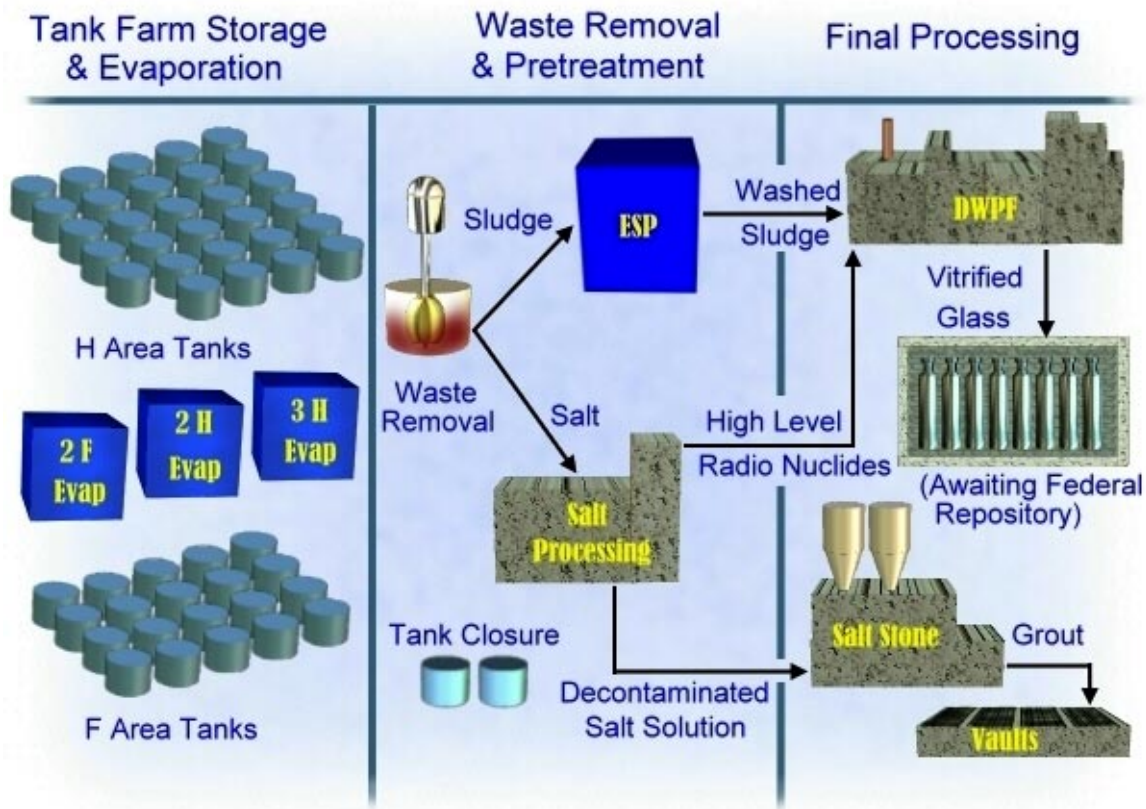 Tank Farm Storage
& Evaporation
Waste Removal
& Pretreatment
Final Processing
H Area Tanks
2 F
Evap
2 H
Evap
3 H
Evap
F Area Tanks
Sludge
Waste
Removal
Salt
ESP
Washed
Sludge
Salt
Processing
High Level
Radio Nuclides
Tank Closure
Decontaminated
Salt Solution
DWPF
Vitrified
Glass
(Awaiting Federal
Repository)
Salt Stone
Grout
Vaults